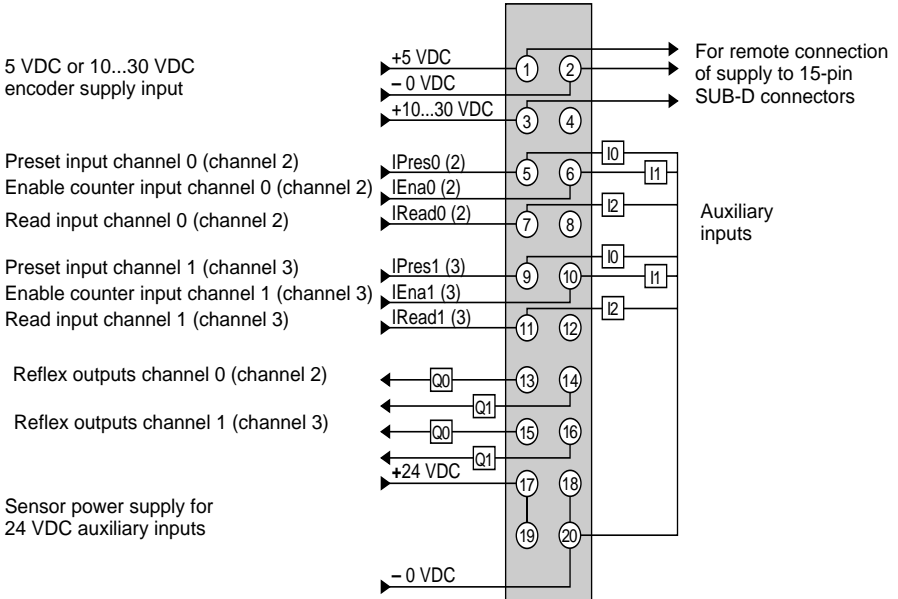 5 VDC or 10...30 VDC
encoder supply input
+5 VDC
– 0 VDC
+10...30 VDC
1
2
3
4
For remote connection
of supply to 15-pin
SUB-D connectors
Preset input channel 0 (channel 2)
IPres0 (2)
5
6
I0
I1
Enable counter input channel 0 (channel 2)
IEna0 (2)
Read input channel 0 (channel 2)
IRead0 (2)
7
8
I2
Auxiliary
inputs
Preset input channel 1 (channel 3)
IPres1 (3)
9
10
I0
I1
Enable counter input channel 1 (channel 3)
IEna1 (3)
Read input channel 1 (channel 3)
IRead1 (3)
11
12
I2
Reflex outputs channel 0 (channel 2)
Q0
13
14
Q1
Reflex outputs channel 1 (channel 3)
Q0
15
16
Q1
+24 VDC
17
18
Sensor power supply for
24 VDC auxiliary inputs
19
20
– 0 VDC